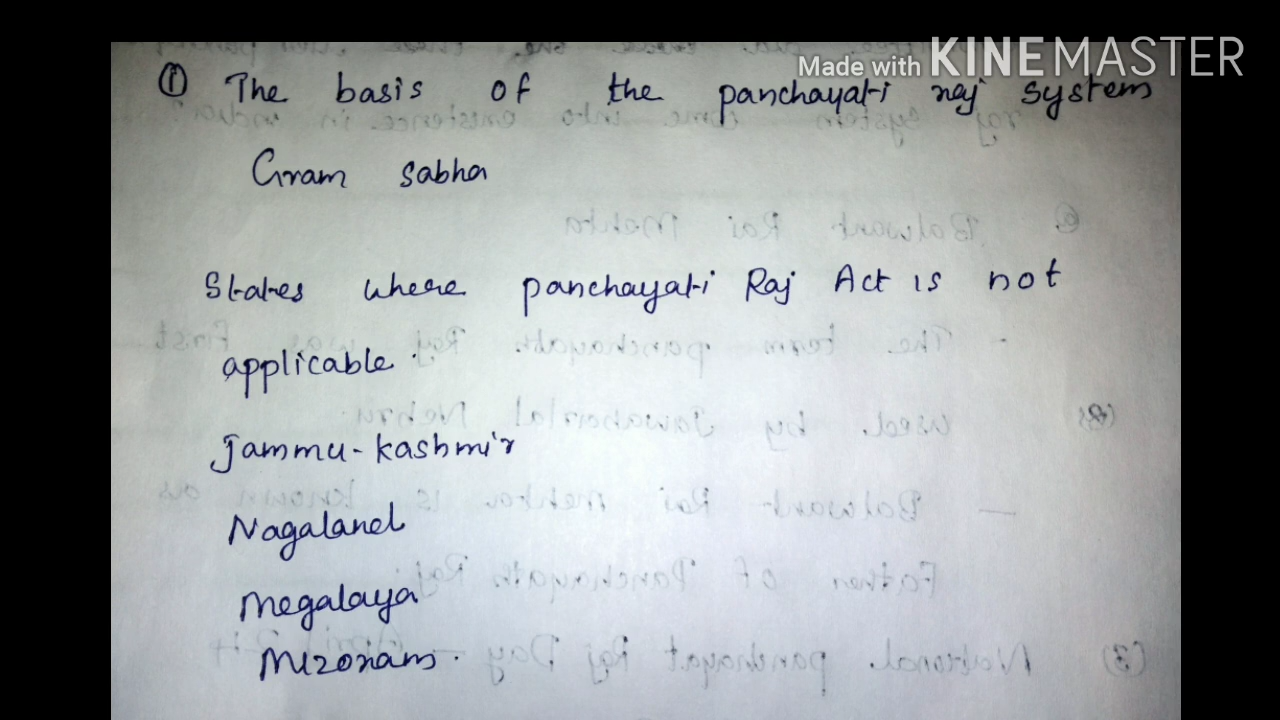 Made with KINEMASTER
① The basis of the panchayati raj system
Gram sabha
States where panchayati Raj Act is not
applicable.
Jammu-kashmir
Nagaland
Megalaya
Mizoram.